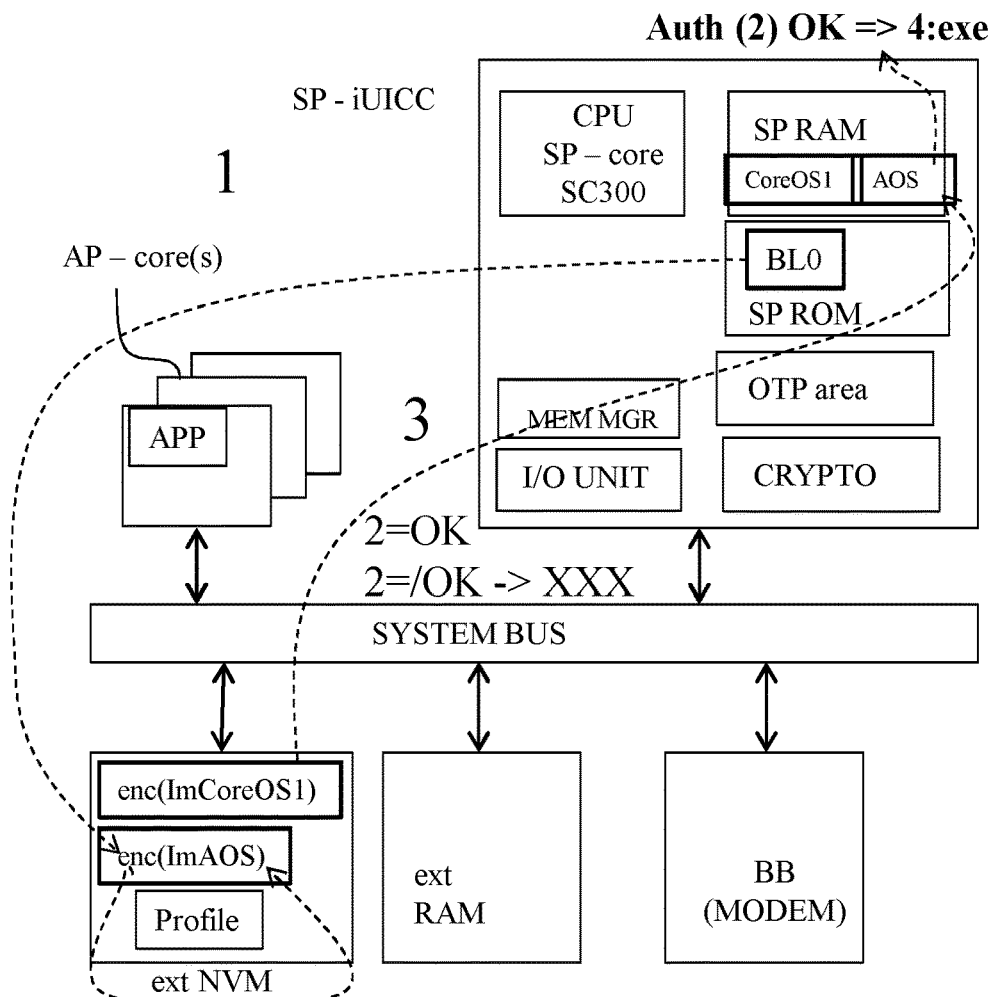 Auth (2) OK => 4:exe
SP - iUICC
CPU
SP – core
SC300
SP RAM
CoreOS1
AOS
1
BL0
SP ROM
AP – core(s)
APP
3
MEM MGR
OTP area
I/O UNIT
CRYPTO
2=OK
2=/OK -> XXX
SYSTEM BUS
enc(ImCoreOS1)
enc(ImAOS)
Profile
ext NVM
ext
RAM
BB
(MODEM)